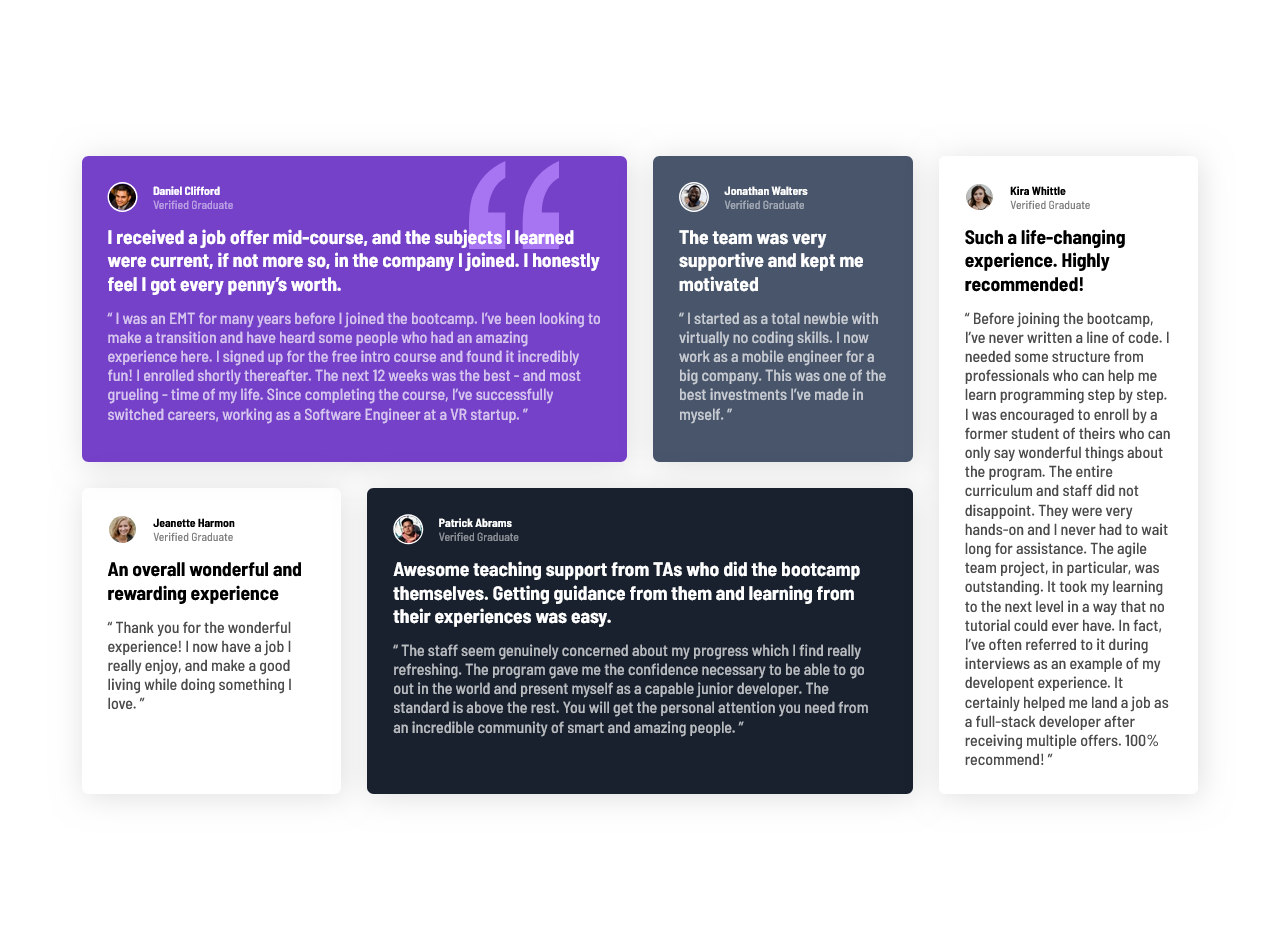 Daniel Clifford
Verified Graduate
I received a job offer mid-course, and the subjects I learned
were current, if not more so, in the company I joined. I honestly
feel I got every penny’s worth.
“ I was an EMT for many years before I joined the bootcamp. I’ve been looking to
make a transition and have heard some people who had an amazing
experience here. I signed up for the free intro course and found it incredibly
fun! I enrolled shortly thereafter. The next 12 weeks was the best - and most
grueling - time of my life. Since completing the course, I’ve successfully
switched careers, working as a Software Engineer at a VR startup. ”
Jonathan Walters
Verified Graduate
The team was very
supportive and kept me
motivated
“ I started as a total newbie with
virtually no coding skills. I now
work as a mobile engineer for a
big company. This was one of the
best investments I’ve made in
myself. ”
Kira Whittle
Verified Graduate
Such a life-changing
experience. Highly
recommended!
“ Before joining the bootcamp,
I’ve never written a line of code. I
needed some structure from
professionals who can help me
learn programming step by step.
I was encouraged to enroll by a
former student of theirs who can
only say wonderful things about
the program. The entire
curriculum and staff did not
disappoint. They were very
hands-on and I never had to wait
long for assistance. The agile
team project, in particular, was
outstanding. It took my learning
to the next level in a way that no
tutorial could ever have. In fact,
I’ve often referred to it during
interviews as an example of my
developent experience. It
certainly helped me land a job as
a full-stack developer after
receiving multiple offers. 100%
recommend! ”
Jeanette Harmon
Verified Graduate
An overall wonderful and
rewarding experience
“ Thank you for the wonderful
experience! I now have a job I
really enjoy, and make a good
living while doing something I
love. ”
Patrick Abrams
Verified Graduate
Awesome teaching support from TAs who did the bootcamp
themselves. Getting guidance from them and learning from
their experiences was easy.
“ The staff seem genuinely concerned about my progress which I find really
refreshing. The program gave me the confidence necessary to be able to go
out in the world and present myself as a capable junior developer. The
standard is above the rest. You will get the personal attention you need from
an incredible community of smart and amazing people. ”